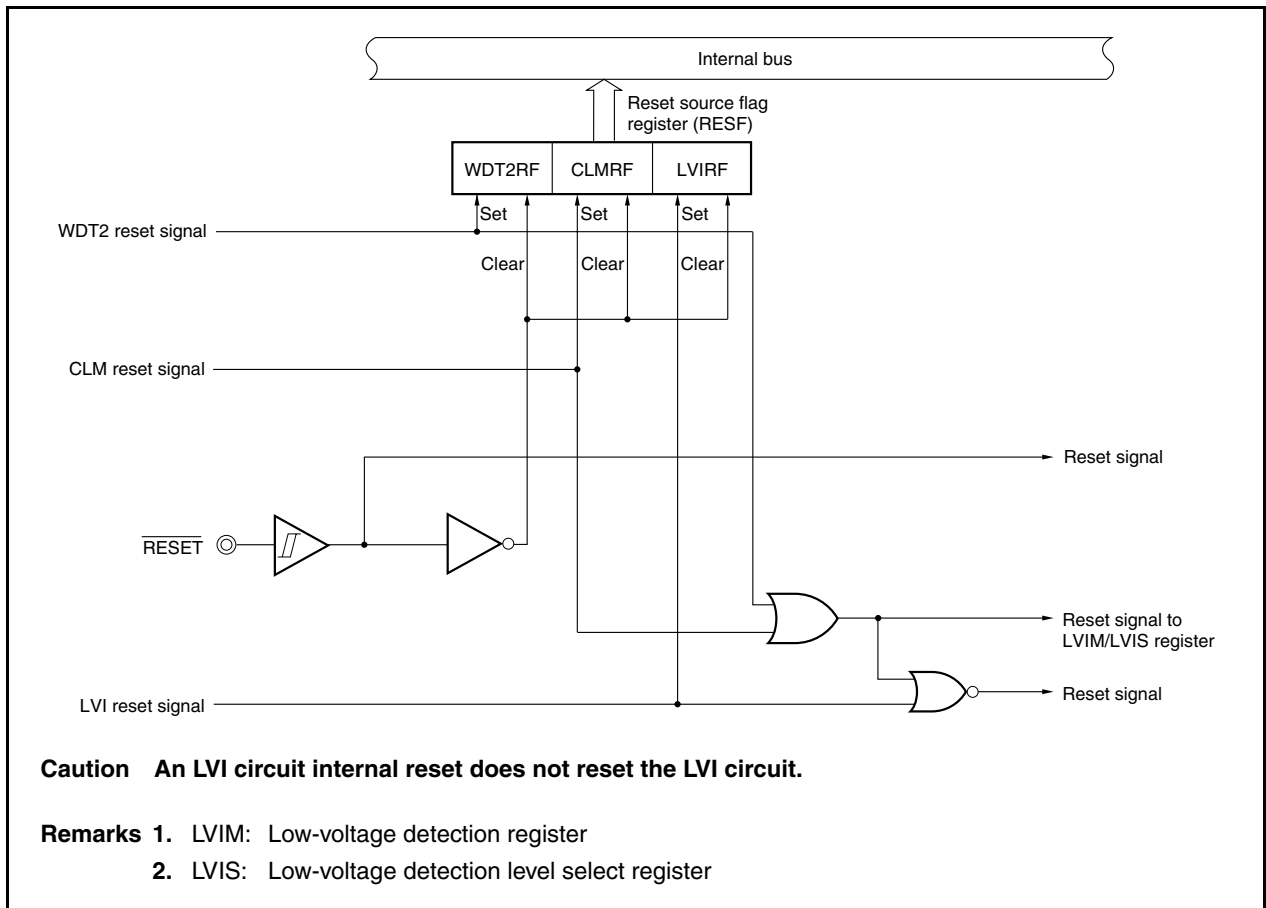 Internal bus
Reset source flag
register (RESF)
WDT2RF CLMRF LVIRF
Set Set Set
WDT2 reset signal
Clear Clear Clear
CLM reset signal
Reset signal
RESET
Reset signal to
LVIM/LVIS register
Reset signal
LVI reset signal
Caution An LVI circuit internal reset does not reset the LVI circuit.
Remarks 1. LVIM: Low-voltage detection register
2. LVIS: Low-voltage detection level select register